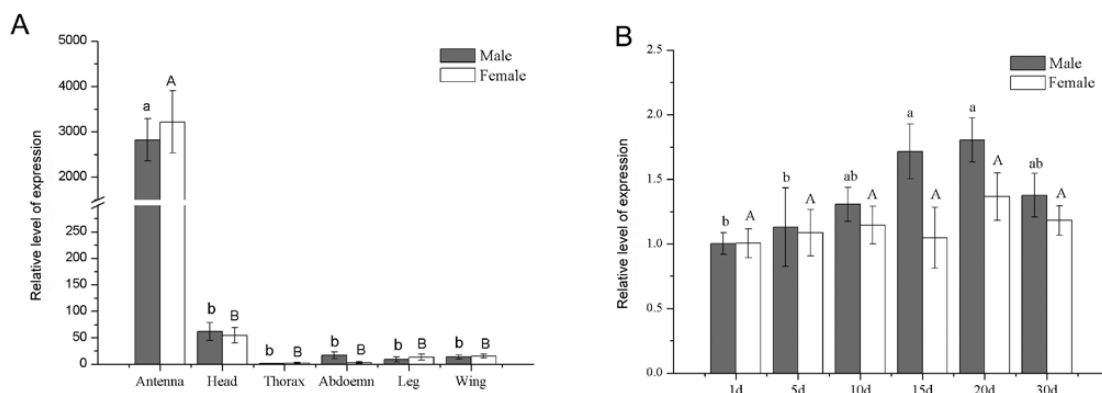 A
Relative level of expression
5000
4000
3000
2000
250
200
150
100
50
0
Male
Female
a
A
b
B
b
B
b
B
b
B
b
B
Antenna
Head
Thorax
Abdoemn
Leg
Wing
B
Relative level of expression
2.5
2.0
1.5
1.0
0.5
0.0
Male
Female
b
A
b
A
ab
A
a
A
a
A
ab
A
1d
5d
10d
15d
20d
30d